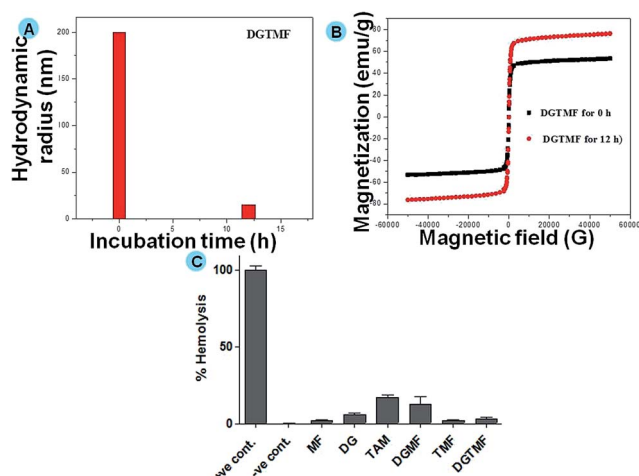 A
DGTMF
Hydrodynamic
radius (nm)
200
150
100
50
0
0
5
10
15
Incubation time (h)
B
Magnetization (emu/g)
80
60
40
20
0
-20
-40
-60
-80
DGTMF for 0 h
DGTMF for 12 h)
-60000
-40000
-20000
0
20000
40000
60000
Magnetic field (G)
C
% Hemolysis
100
50
0
ve cont.
-ve cont.
MF
DG
TAM
DGMF
TMF
DGTMF